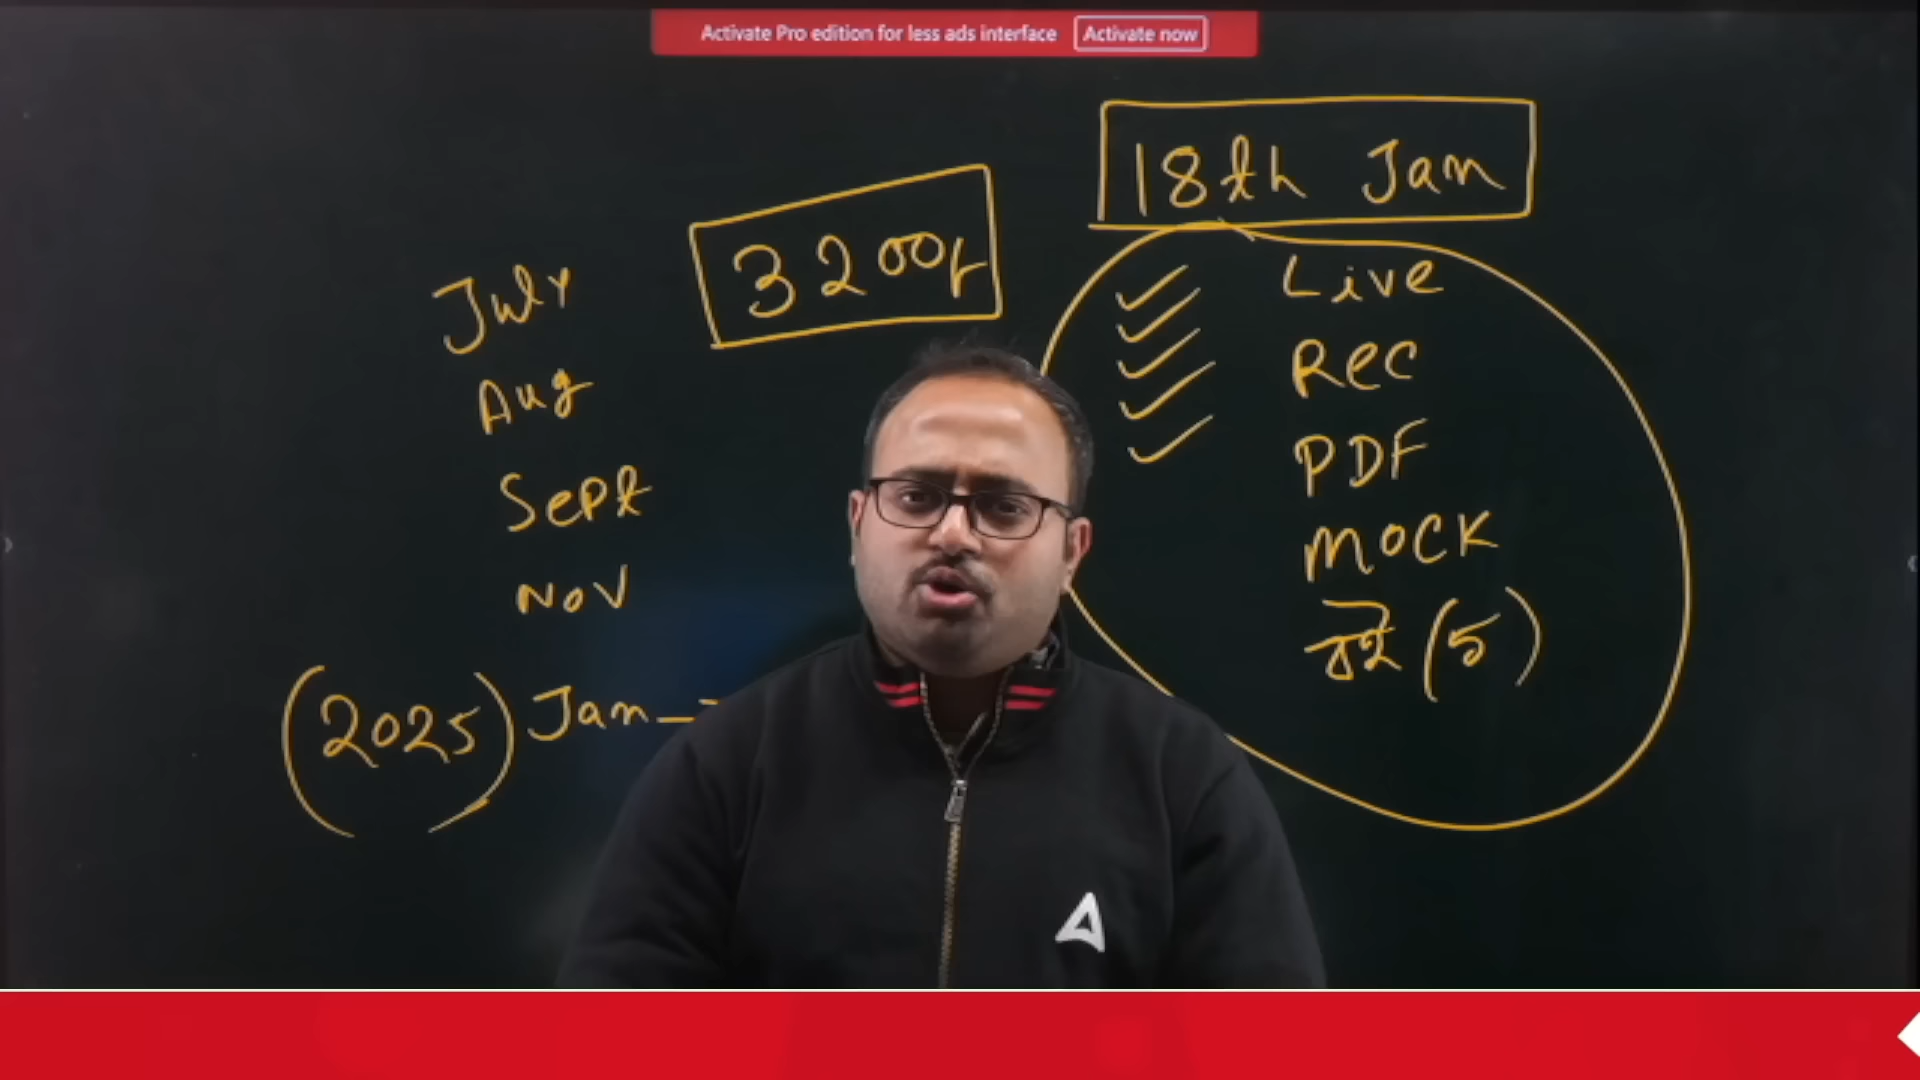 Activate Pro edition for less ads interface Activate now
18th Jan
3200+
July
Aug
Sept
Nov
(2025) Jan –
Live
Rec
PDF
Mock
(5)